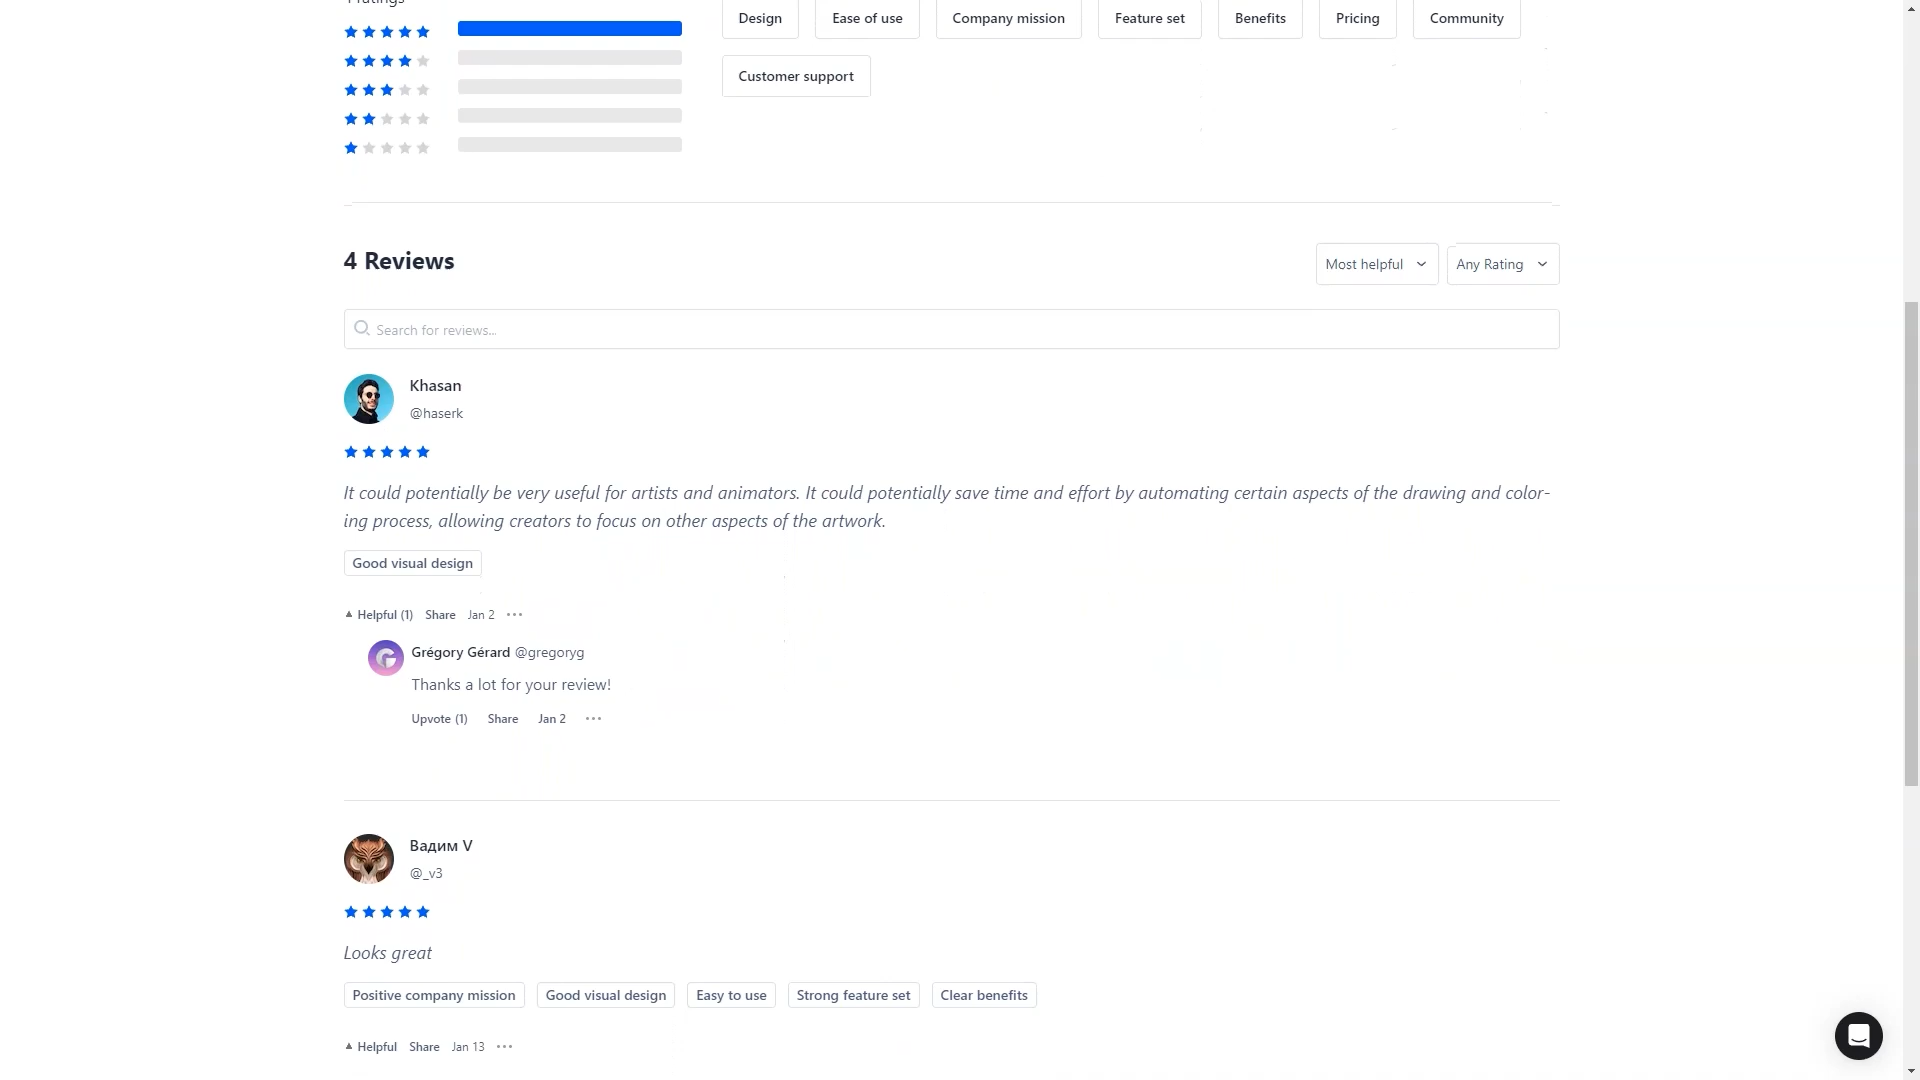 Design
Ease of use
Company mission
Feature set
Benefits
Pricing
Community
Customer support
4 Reviews
Most helpful
Any Rating
Search for reviews...
Khasan
@haserk
It could potentially be very useful for artists and animators. It could potentially save time and effort by automating certain aspects of the drawing and color-
ing process, allowing creators to focus on other aspects of the artwork.
Good visual design
Helpful (1) Share Jan 2
Grégory Gérard @gregoryg
Thanks a lot for your review!
Upvote (1) Share Jan 2
Вадим V
@_v3
Looks great
Positive company mission
Good visual design
Easy to use
Strong feature set
Clear benefits
Helpful Share Jan 13